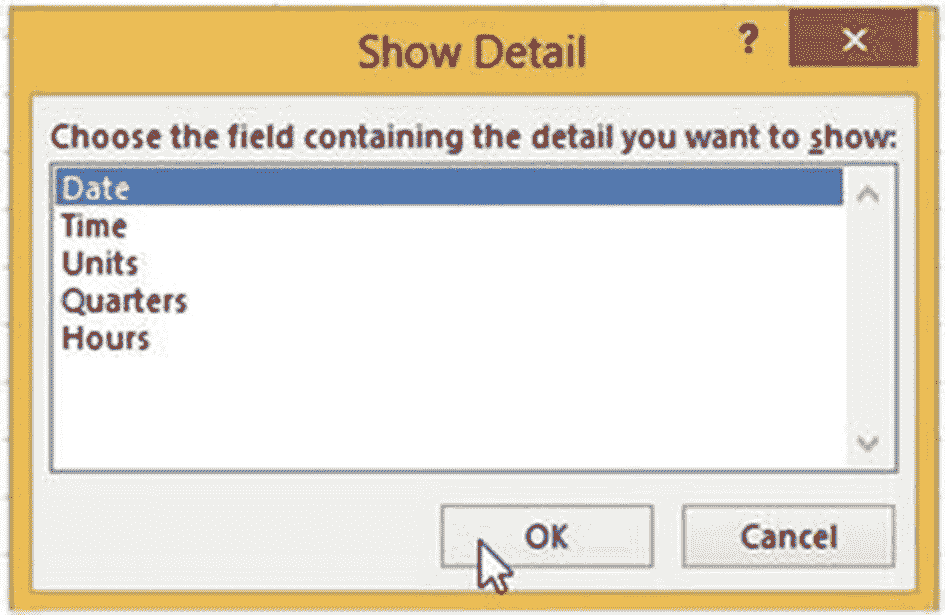 Show Detail
?
Choose the field containing the detail you want to show:
Date
Time
Units
Quarters
Hours
OK
Cancel